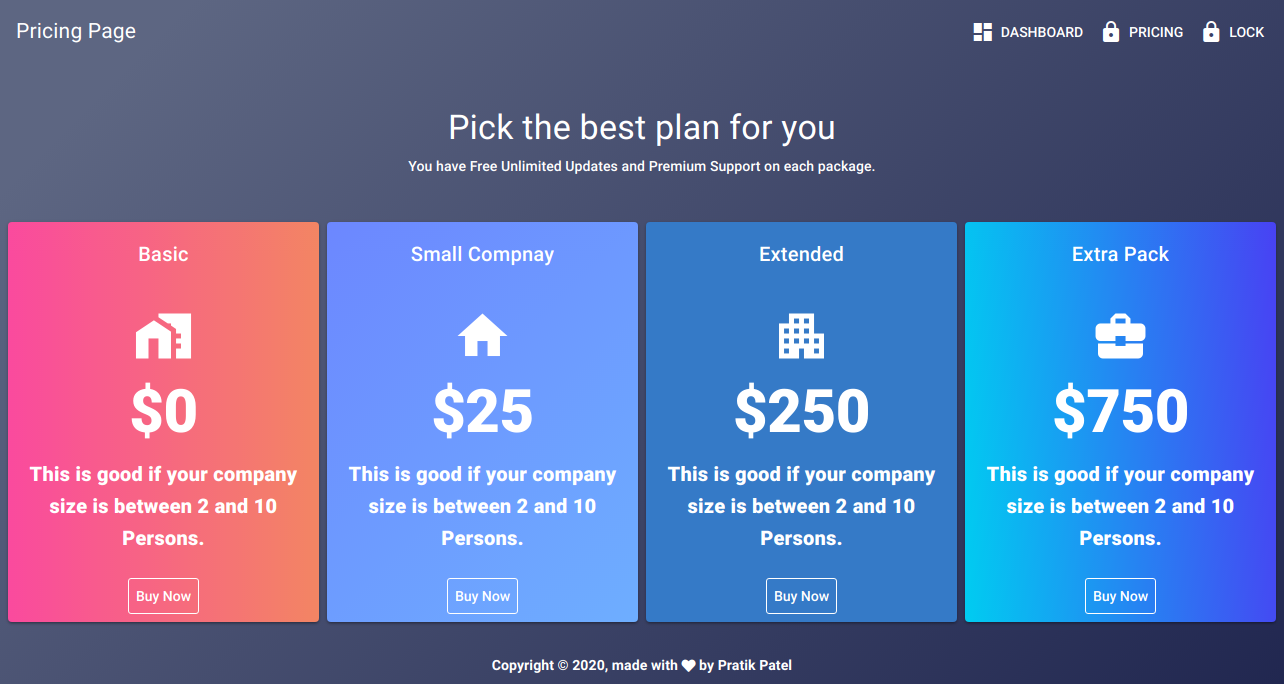 Pricing Page
DASHBOARD
PRICING
LOCK
Pick the best plan for you
You have Free Unlimited Updates and Premium Support on each package.
Basic
$0
This is good if your company
size is between 2 and 10
Persons.
Buy Now
Small Compnay
$25
This is good if your company
size is between 2 and 10
Persons.
Buy Now
Extended
$250
This is good if your company
size is between 2 and 10
Persons.
Buy Now
Extra Pack
$750
This is good if your company
size is between 2 and 10
Persons.
Buy Now
Copyright © 2020, made with ♥ by Pratik Patel